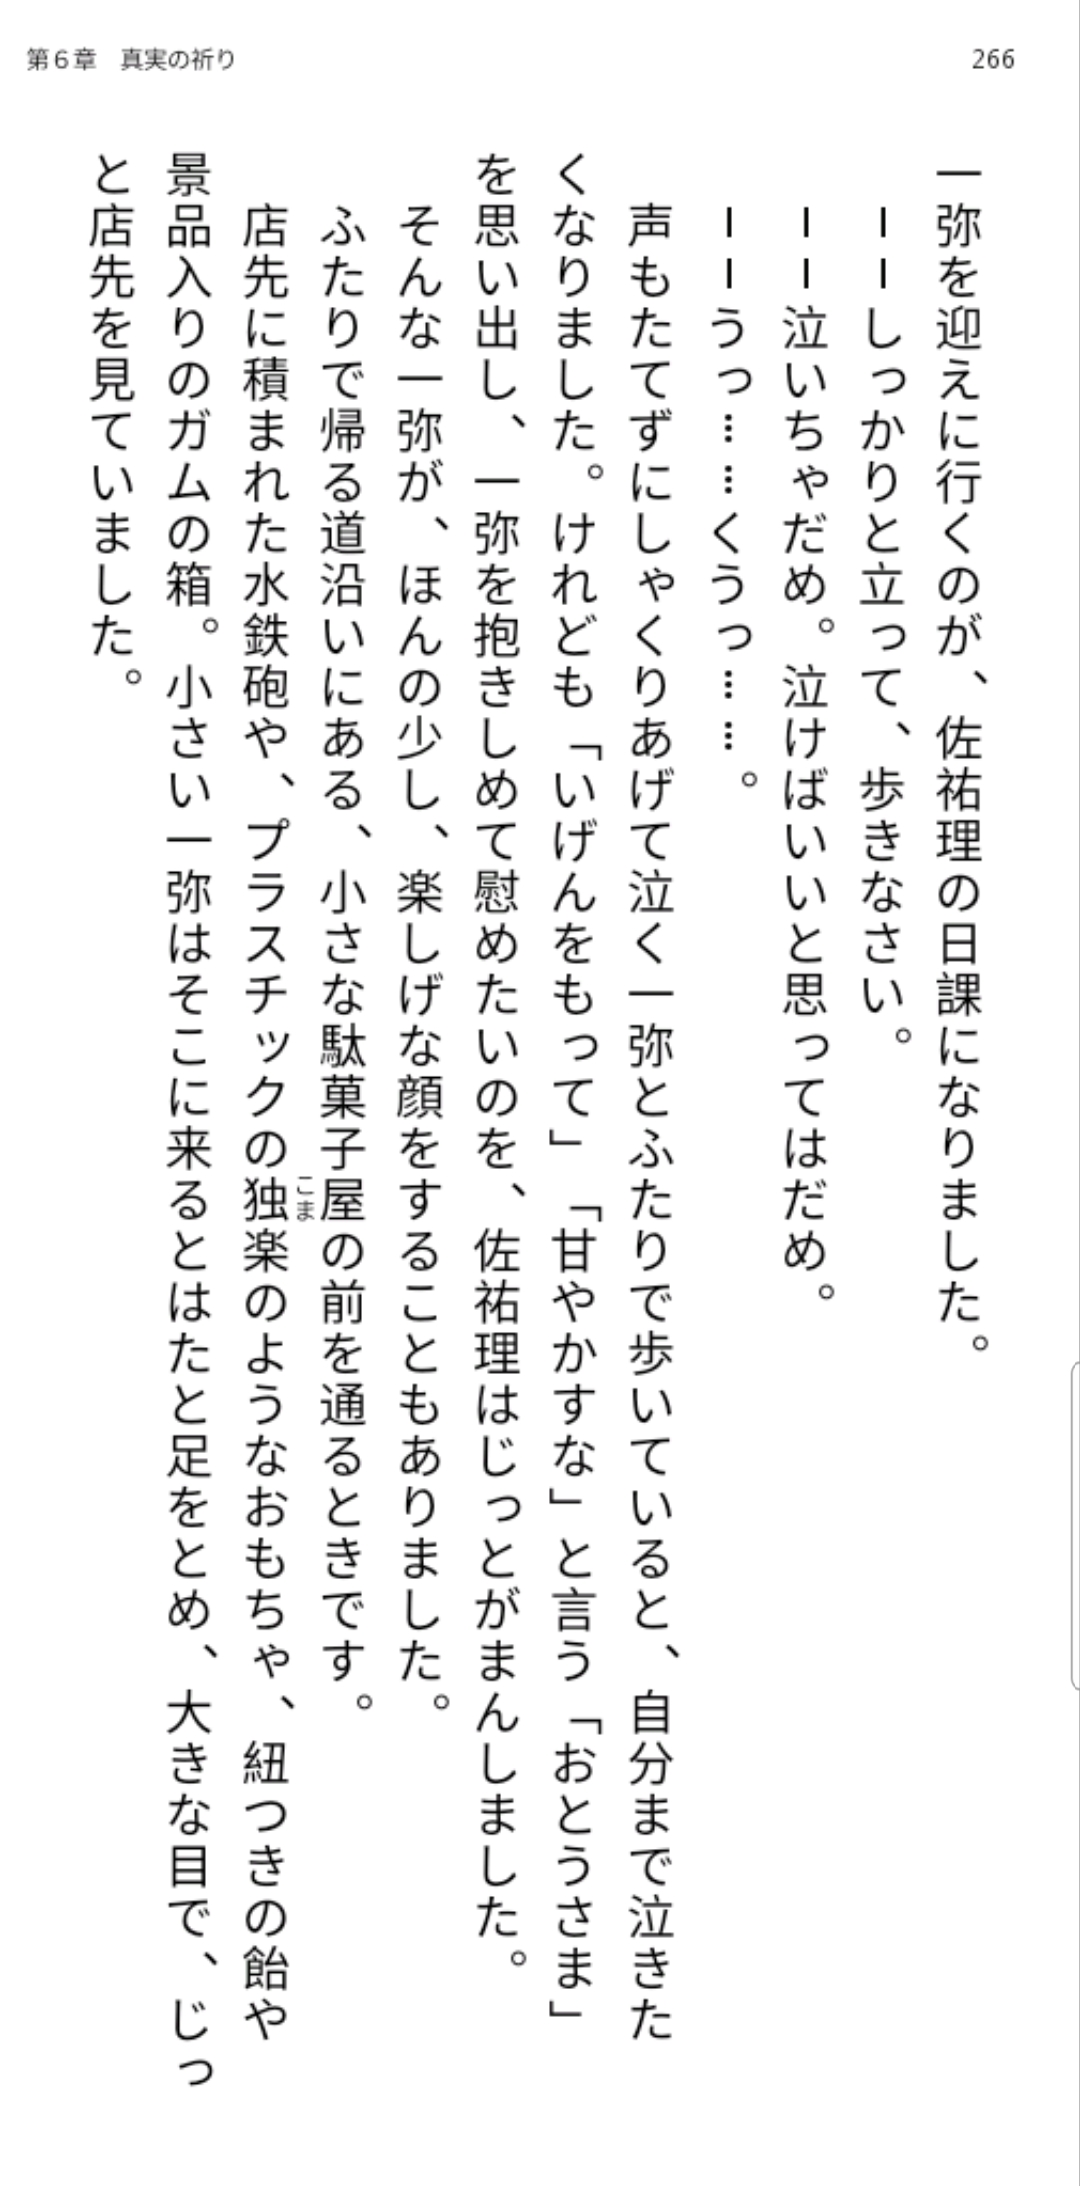 第6章　真実の祈り
266
一弥を迎えに行くのが、佐祐理の日課になりました。
　――しっかりと立って、歩きなさい。
　――泣いちゃだめ。泣けばいいと思ってはだめ。
　――うっ……くうっ……。
　声もたてずにしゃくりあげて泣く一弥とふたりで歩いていると、自分まで泣きた
くなりました。けれども「いげんをもって」「甘やかすな」と言う「おとうさま」
を思い出し、一弥を抱きしめて慰めたいのを、佐祐理はじっとがまんしました。
　そんな一弥が、ほんの少し、楽しげな顔をすることもありました。
　ふたりで帰る道沿いにある、小さな駄菓子屋の前を通るときです。
こま
　店先に積まれた水鉄砲や、プラスチックの独楽のようなおもちゃ、紐つきの飴や
景品入りのガムの箱。小さい一弥はそこに来るとはたと足をとめ、大きな目で、じっ
と店先を見ていました。